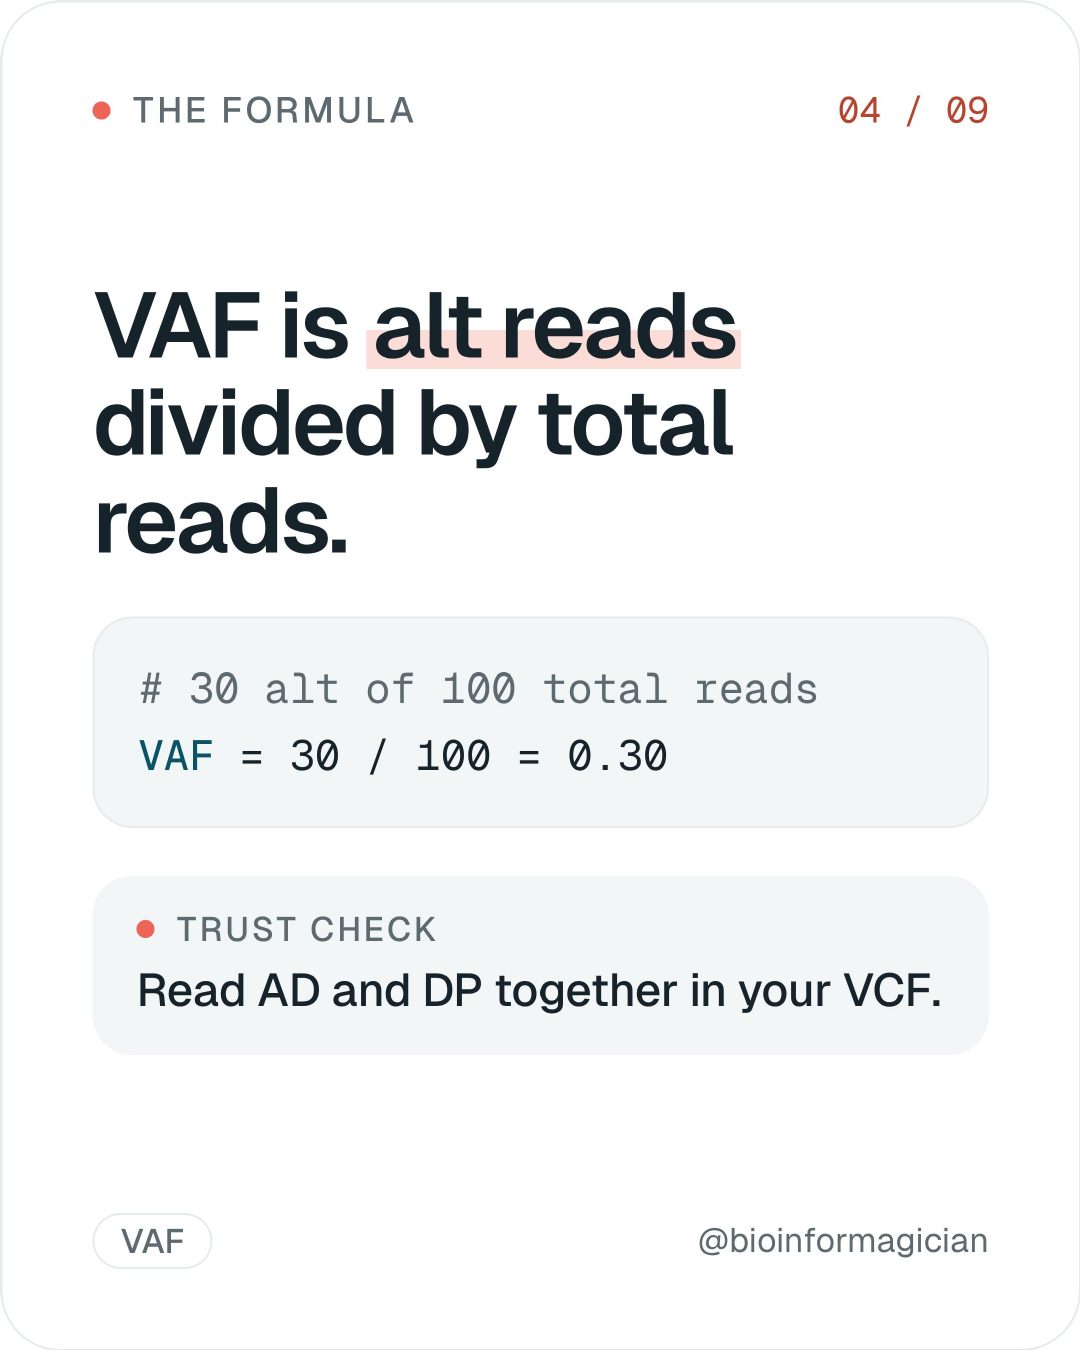 THE FORMULA
04 / 09
VAF is alt reads
divided by total
reads.
# 30 alt of 100 total reads
VAF = 30 / 100 = 0.30
TRUST CHECK
Read AD and DP together in your VCF.
VAF
@bioinformagician